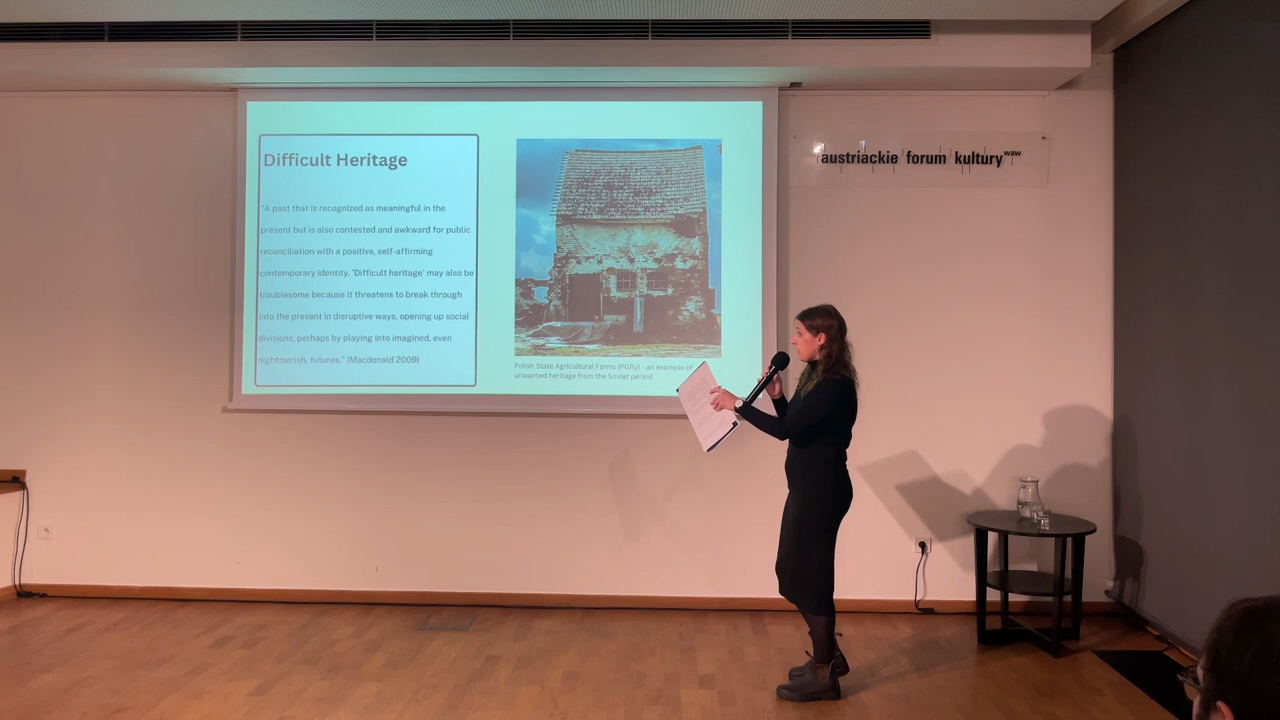 Difficult Heritage
"A past that is recognized as meaningful in the
present but is also contested and awkward for public
reconciliation with a positive, self-affirming
contemporary identity. 'Difficult heritage' may also be
troublesome because it threatens to break through
into the present in disruptive ways, opening up social
divisions, perhaps by playing into imagined, even
nightmarish, futures." (Macdonald 2009)
Polish State Agricultural Farms (PGRy) - an example of
unwanted heritage from the Soviet period
austriackie forum kultury waw